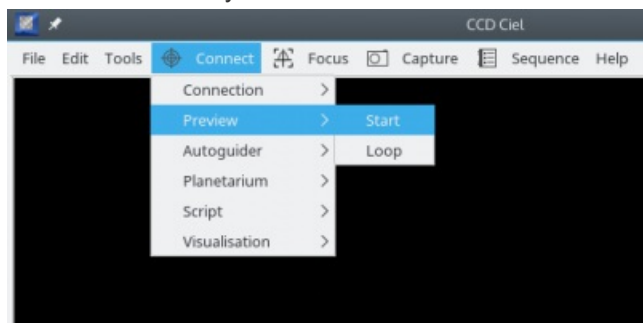 CCD Ciel
File Edit Tools Connect Focus Capture Sequence Help
Connection
Preview Start
Autoguider Loop
Planetarium
Script
Visualisation